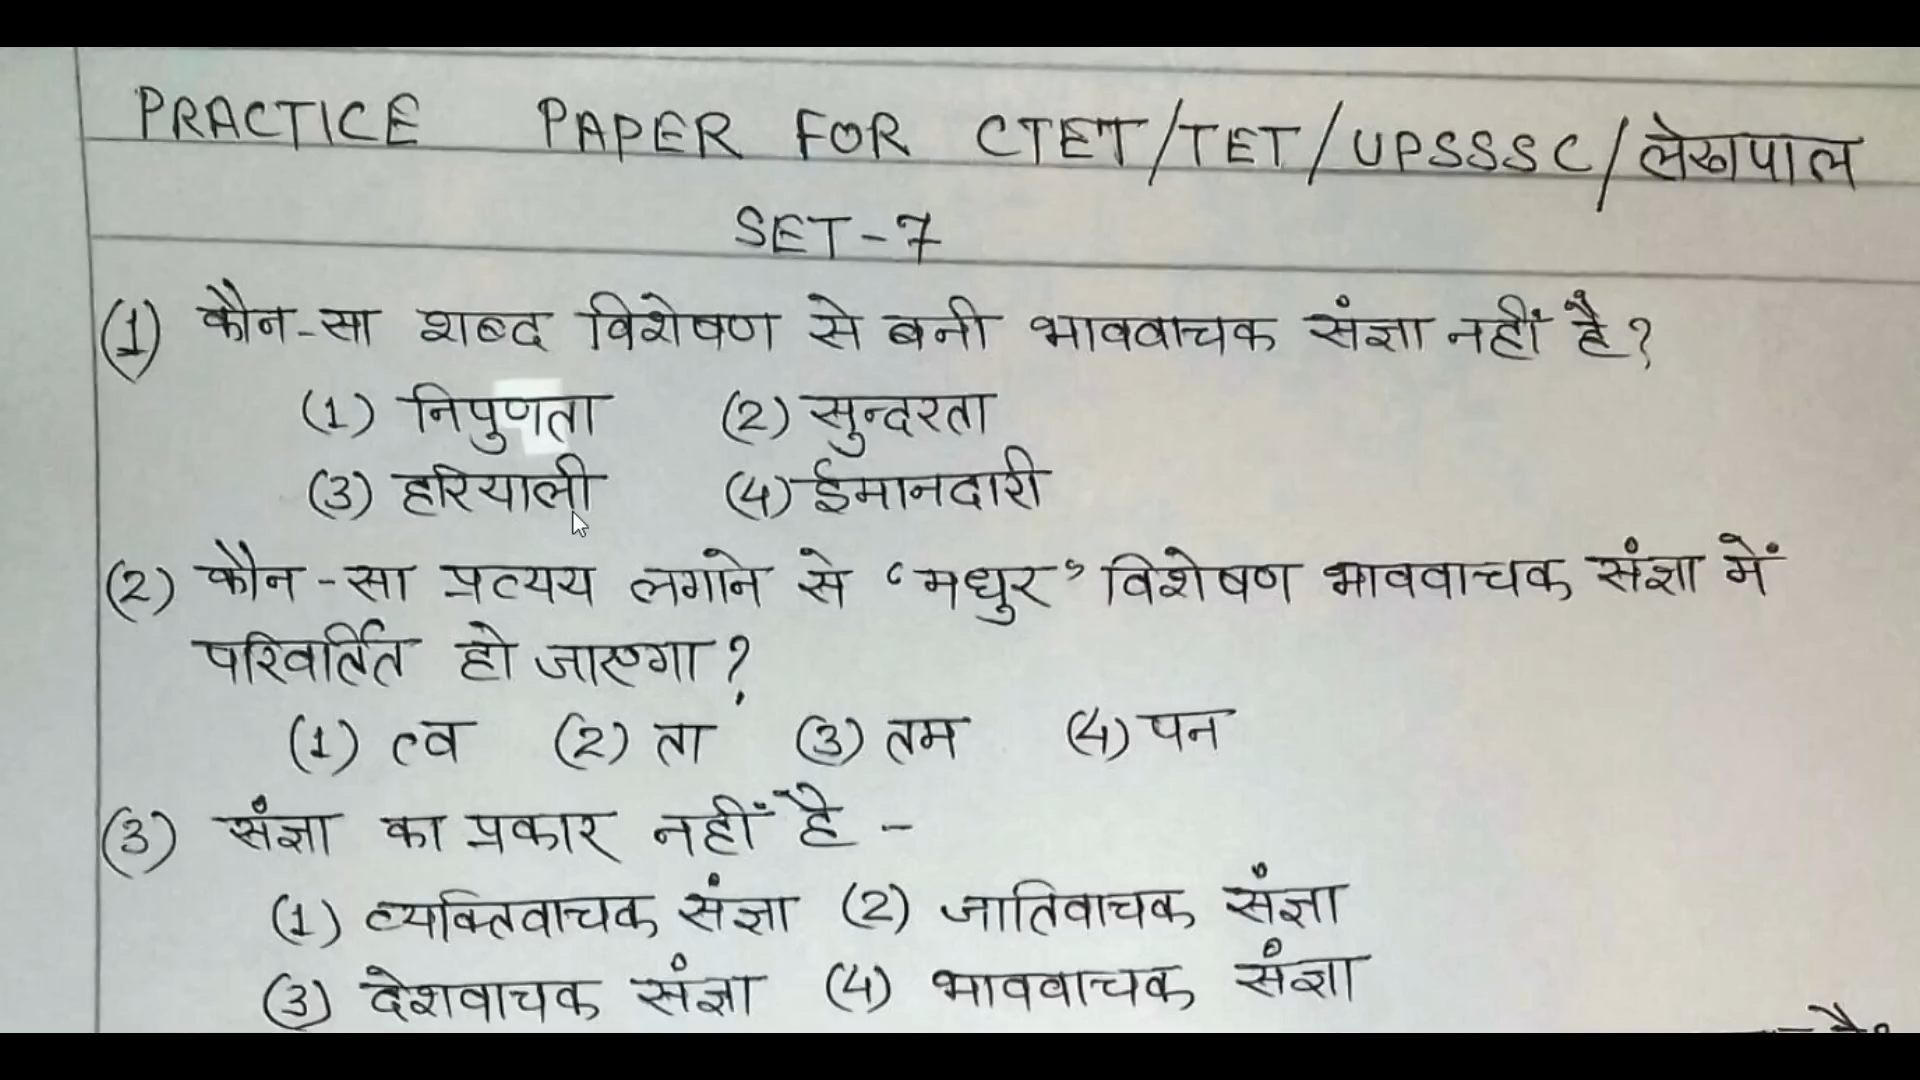 PRACTICE PAPER FOR CTET/TET/UPSSSC/लेखपाल
SET-7
(1) कौन-सा शब्द विशेषण से बनी भाववाचक संज्ञा नहीं है?
(1) निपुणता (2) सुन्दरता
(3) हरियाली (4) ईमानदारी
(2) कौन-सा प्रत्यय लगाने से ‘मधुर’ विशेषण भाववाचक संज्ञा में
परिवर्तित हो जाएगा?
(1) त्व (2) ता (3) तम (4) पन
(3) संज्ञा का प्रकार नहीं है -
(1) व्यक्तिवाचक संज्ञा (2) जातिवाचक संज्ञा
(3) देशवाचक संज्ञा (4) भाववाचक संज्ञा